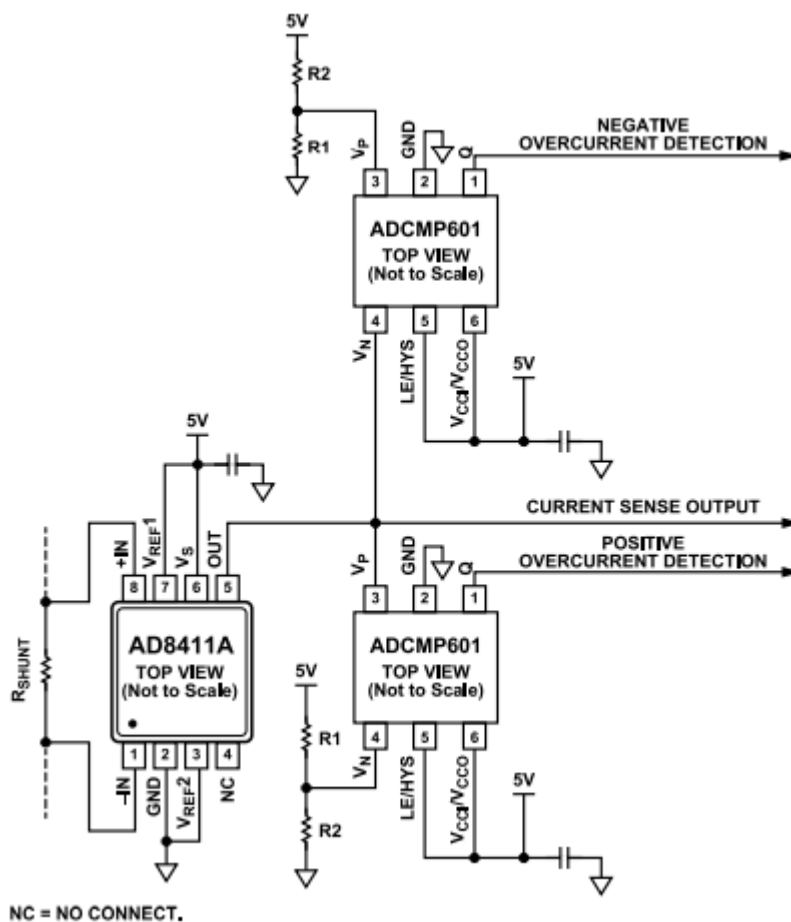 5V
R2
R1
VP
GND
Q
NEGATIVE
OVERCURRENT DETECTION
3
2
1
ADCMP601
TOP VIEW
(Not to Scale)
4
5
6
VN
LE/HYS
VCCI/VCCO
5V
5V
CURRENT SENSE OUTPUT
+IN
VREF1
VS
OUT
8
7
6
5
AD8411A
TOP VIEW
(Not to Scale)
RSHUNT
1
2
3
4
–IN
GND
VREF2
NC
VP
GND
Q
POSITIVE
OVERCURRENT DETECTION
3
2
1
ADCMP601
TOP VIEW
(Not to Scale)
4
5
6
VN
LE/HYS
VCCI/VCCO
5V
R1
R2
5V
NC = NO CONNECT.